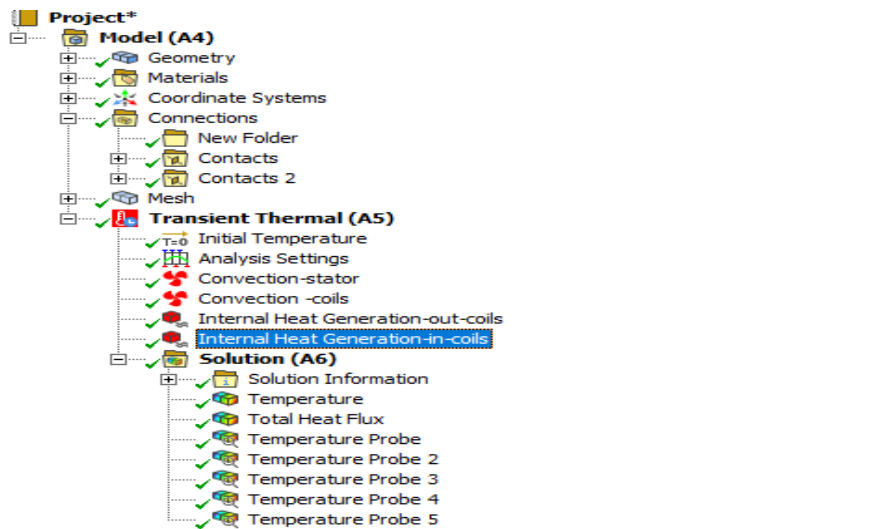 Project*
Model (A4)
Geometry
Materials
Coordinate Systems
Connections
New Folder
Contacts
Contacts 2
Mesh
Transient Thermal (A5)
T=0 Initial Temperature
Analysis Settings
Convection-stator
Convection -coils
Internal Heat Generation-out-coils
Internal Heat Generation-in-coils
Solution (A6)
Solution Information
Temperature
Total Heat Flux
Temperature Probe
Temperature Probe 2
Temperature Probe 3
Temperature Probe 4
Temperature Probe 5